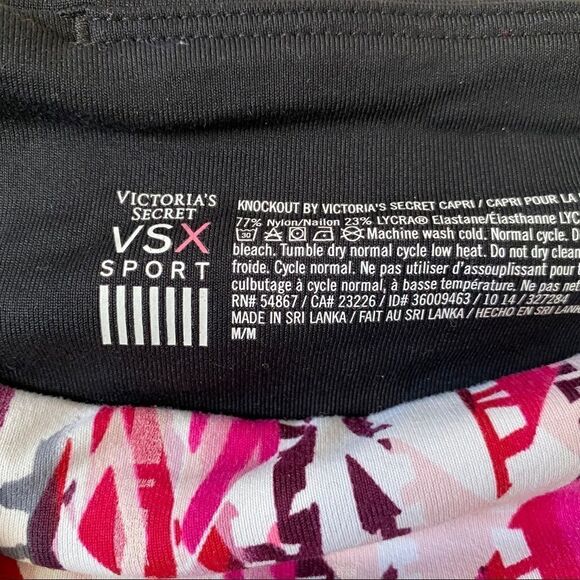 VICTORIA'S
SECRET
VSX
SPORT
KNOCKOUT BY VICTORIA'S SECRET CAPRI / CAPRI POUR LA
77% Nylon/Nailon 23% LYCRA® Elastane/Élasthanne LYC
30 Machine wash cold. Normal cycle. D
bleach. Tumble dry normal cycle low heat. Do not dry clean
froide. Cycle normal. Ne pas utiliser d'assouplissant pour
culbutage à cycle normal, à basse température. Ne pas net
RN# 54867 / CA# 23226 / ID# 36009463 / 10 14 / 327284
MADE IN SRI LANKA / FAIT AU SRI LANKA / HECHO EN SRI
M/M